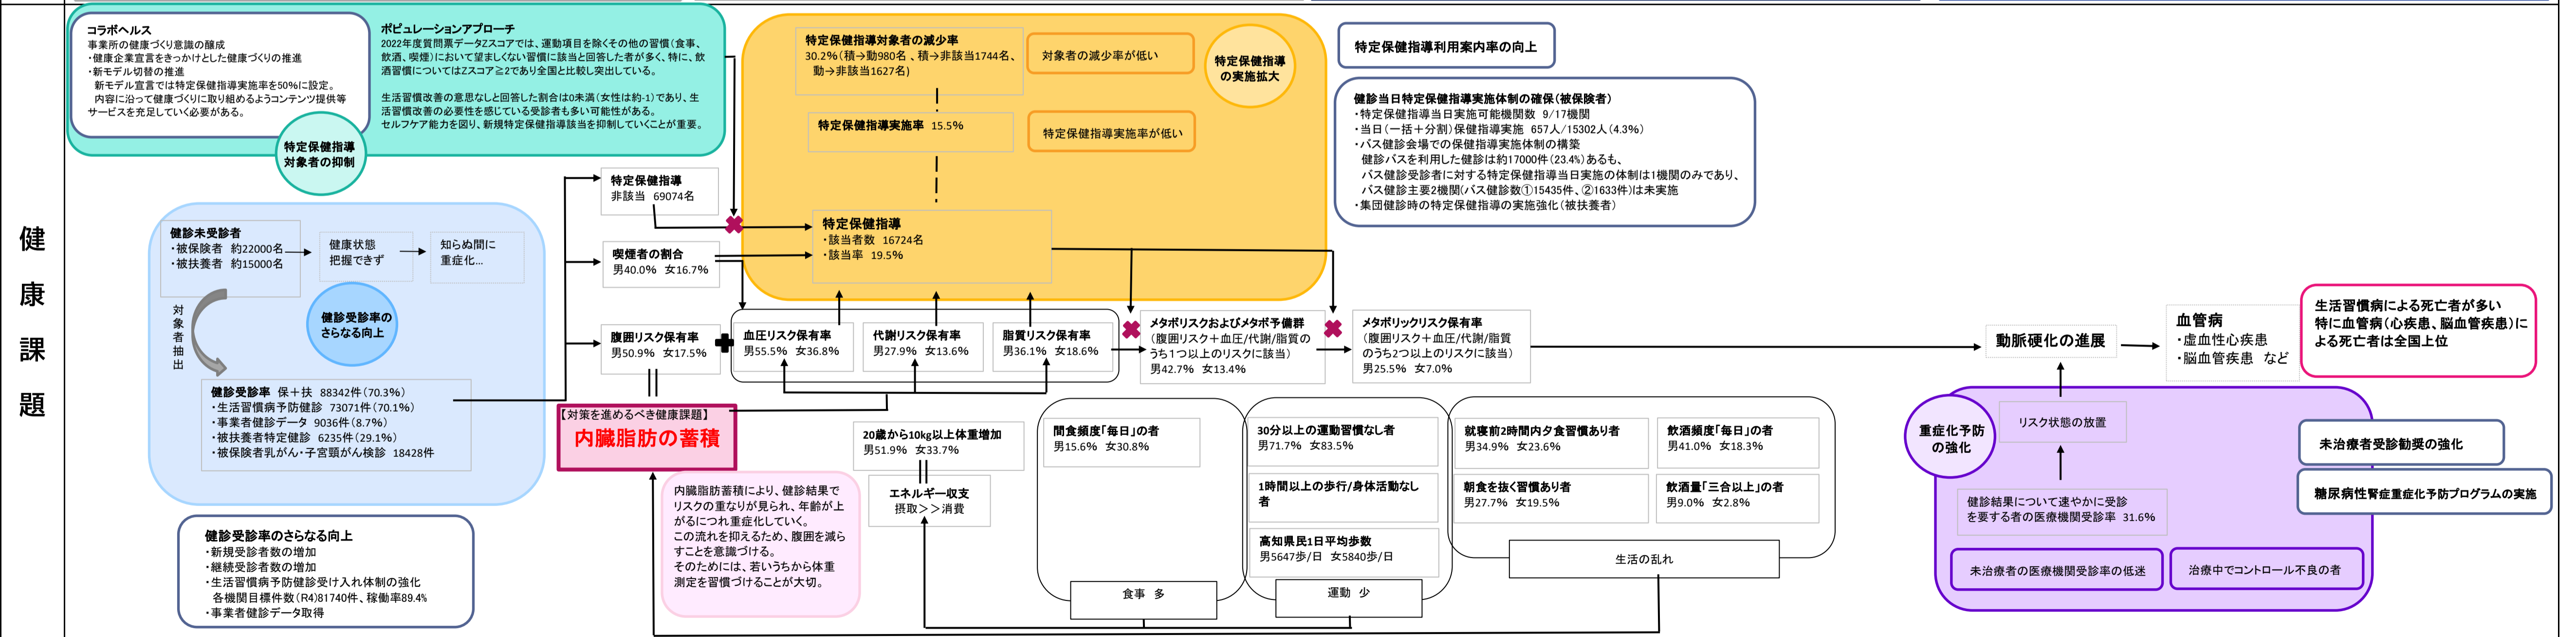 健
康
課
題
コラボヘルス
事業所の健康づくり意識の醸成
・健康企業宣言をきっかけとした健康づくりの推進
・新モデル切替の推進
新モデル宣言では特定保健指導実施率を50%に設定。
内容に沿って健康づくりに取り組めるようコンテンツ提供等
サービスを充足していく必要がある。
ポピュレーションアプローチ
2022年度質問票データZスコアでは、運動項目を除くその他の習慣(食事、
飲酒、喫煙)において望ましくない習慣に該当と回答した者が多く、特に、飲
酒習慣についてはZスコア≧2であり全国と比較し突出している。
生活習慣改善の意思なしと回答した割合は0未満(女性は約-1)であり、生
活習慣改善の必要性を感じている受診者も多い可能性がある。
セルフケア能力を図り、新規特定保健指導該当を抑制していくことが重要。
特定保健指導
対象者の抑制
健診未受診者
・被保険者 約22000名
・被扶養者 約15000名
健康状態
把握できず
知らぬ間に
重症化…
対象者抽出
健診受診率の
さらなる向上
健診受診率 保＋扶 88342件(70.3%)
・生活習慣病予防健診 73071件(70.1%)
・事業者健診データ 9036件(8.7%)
・被扶養者特定健診 6235件(29.1%)
・被保険者乳がん・子宮頸がん検診 18428件
健診受診率のさらなる向上
・新規受診者数の増加
・継続受診者数の増加
・生活習慣病予防健診受け入れ体制の強化
各機関目標件数(R4)81740件、稼働率89.4%
・事業者健診データ取得
特定保健指導
非該当 69074名
喫煙者の割合
男40.0% 女16.7%
腹囲リスク保有率
男50.9% 女17.5%
【対策を進めるべき健康課題】
内臓脂肪の蓄積
内臓脂肪蓄積により、健診結果で
リスクの重なりが見られ、年齢が上
がるにつれ重症化していく。
この流れを抑えるため、腹囲を減ら
すことを意識づける。
そのためには、若いうちから体重
測定を習慣づけることが大切。
特定保健指導対象者の減少率
30.2%(積→動980名 、積→非該当1744名、
動→非該当1627名)
対象者の減少率が低い
特定保健指導
の実施拡大
特定保健指導実施率 15.5%
特定保健指導実施率が低い
特定保健指導
・該当者数 16724名
・該当率 19.5%
血圧リスク保有率
男55.5% 女36.8%
代謝リスク保有率
男27.9% 女13.6%
脂質リスク保有率
男36.1% 女18.6%
メタボリスクおよびメタボ予備群
(腹囲リスク＋血圧/代謝/脂質の
うち1つ以上のリスクに該当)
男42.7% 女13.4%
メタボリックリスク保有率
(腹囲リスク＋血圧/代謝/脂質
のうち2つ以上のリスクに該当)
男25.5% 女7.0%
20歳から10kg以上体重増加
男51.9% 女33.7%
エネルギー収支
摂取＞＞消費
間食頻度「毎日」の者
男15.6% 女30.8%
食事 多
30分以上の運動習慣なし者
男71.7% 女83.5%
1時間以上の歩行/身体活動なし
者
高知県民1日平均歩数
男5647歩/日 女5840歩/日
運動 少
就寝前2時間内夕食習慣あり者
男34.9% 女23.6%
飲酒頻度「毎日」の者
男41.0% 女18.3%
朝食を抜く習慣あり者
男27.7% 女19.5%
飲酒量「三合以上」の者
男9.0% 女2.8%
生活の乱れ
特定保健指導利用案内率の向上
健診当日特定保健指導実施体制の確保(被保険者)
・特定保健指導当日実施可能機関数 9/17機関
・当日(一括＋分割)保健指導実施 657人/15302人(4.3%)
・バス健診会場での保健指導実施体制の構築
健診バスを利用した健診は約17000件(23.4%)あるも、
バス健診受診者に対する特定保健指導当日実施の体制は1機関のみであり、
バス健診主要2機関(バス健診数①15435件、②1633件)は未実施
・集団健診時の特定保健指導の実施強化(被扶養者)
動脈硬化の進展
血管病
・虚血性心疾患
・脳血管疾患 など
生活習慣病による死亡者が多い
特に血管病(心疾患、脳血管疾患)に
よる死亡者は全国上位
重症化予防
の強化
リスク状態の放置
健診結果について速やかに受診
を要する者の医療機関受診率 31.6%
未治療者の医療機関受診率の低迷
治療中でコントロール不良の者
未治療者受診勧奨の強化
糖尿病性腎症重症化予防プログラムの実施